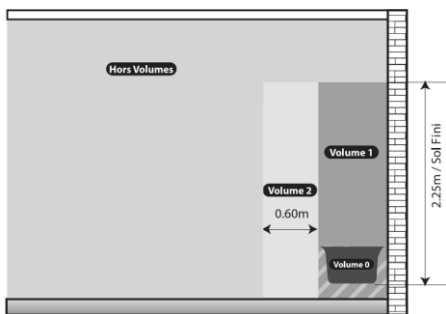 Hors Volumes
Volume 1
Volume 2
0.60m
Volume 0
2.25m / Sol Fini